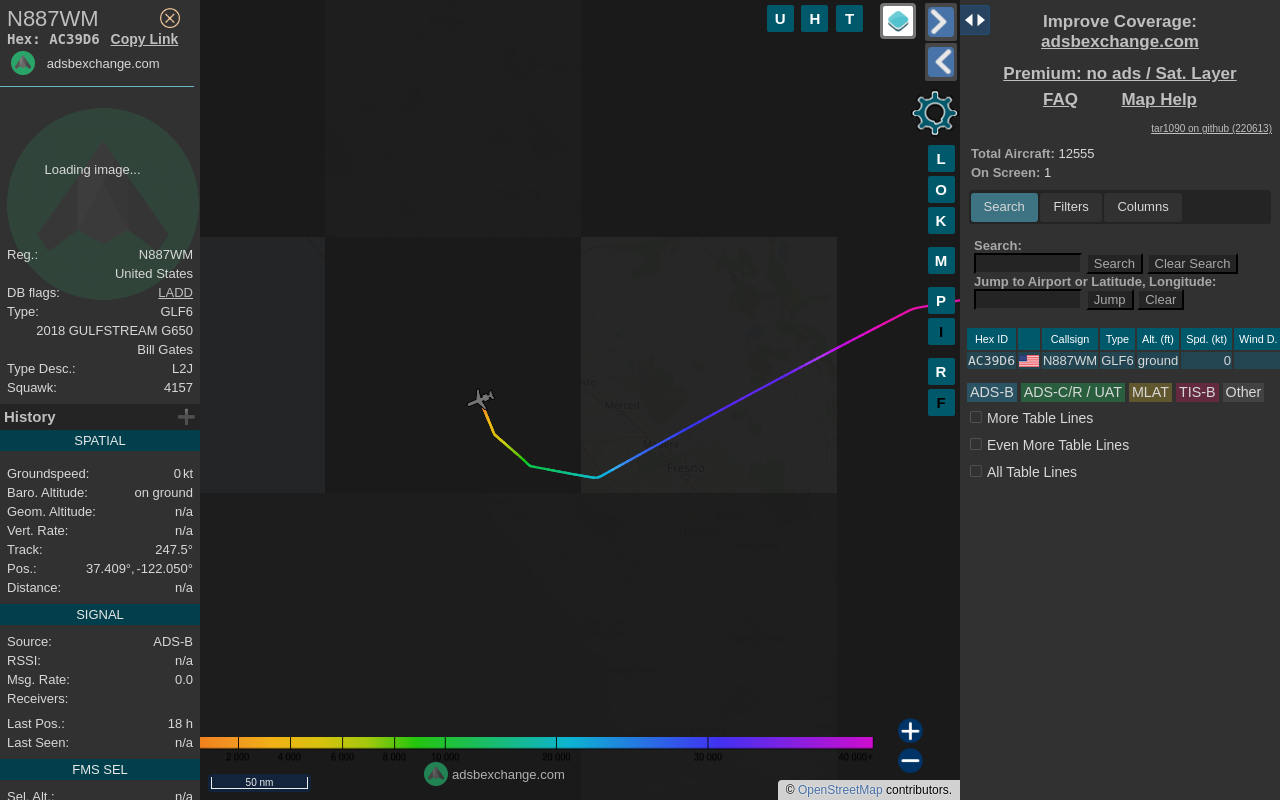 N887WM
Hex: AC39D6 Copy Link
adsbexchange.com
Loading image...
Reg.: N887WM
United States
DB flags: LADD
Type: GLF6
2018 GULFSTREAM G650
Bill Gates
Type Desc.: L2J
Squawk: 4157
History
SPATIAL
Groundspeed: 0 kt
Baro. Altitude: on ground
Geom. Altitude: n/a
Vert. Rate: n/a
Track: 247.5°
Pos.: 37.409°, -122.050°
Distance: n/a
SIGNAL
Source: ADS-B
RSSI: n/a
Msg. Rate: 0.0
Receivers:
Last Pos.: 18 h
Last Seen: n/a
FMS SEL
Sel. Alt.: n/a
U H T
L
O
K
M
P
I
R
F
Merced
Fresno
2 000 4 000 6 000 8 000 10 000 20 000 30 000 40 000+
adsbexchange.com
50 nm
© OpenStreetMap contributors.
Improve Coverage:
adsbexchange.com
Premium: no ads / Sat. Layer
FAQ Map Help
tar1090 on github (220613)
Total Aircraft: 12555
On Screen: 1
Search Filters Columns
Search:
Search Clear Search
Jump to Airport or Latitude, Longitude:
Jump Clear
Hex ID Callsign Type Alt. (ft) Spd. (kt) Wind D.
AC39D6 N887WM GLF6 ground 0
ADS-B ADS-C/R / UAT MLAT TIS-B Other
More Table Lines
Even More Table Lines
All Table Lines